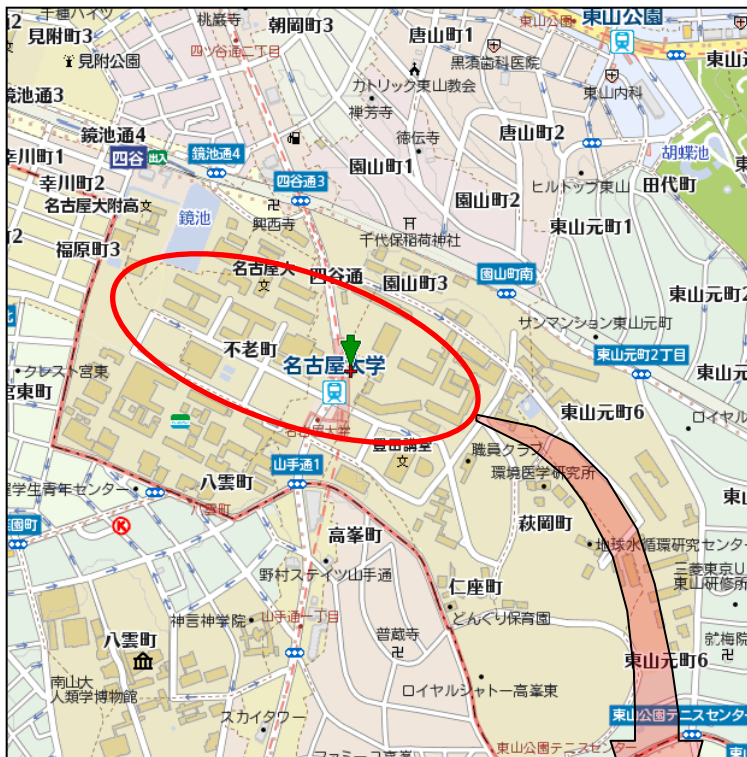 千種ハイツ
見附町3
見附公園
桃巌寺
四ツ谷通二丁目
朝岡町3
唐山町1
黒須歯科医院
東山公園
東山公園
カトリック東山教会
禅芳寺
徳伝寺
東山内科
唐山町2
鏡池通3
鏡池通4
四谷
出入
鏡池通4
四谷通3
園山町1
園山町2
ヒルトップ東山
胡蝶池
田代町
幸川町1
幸川町2
名古屋大附高
鏡池
興西寺
千代保稲荷神社
東山元町1
福原町3
名古屋大
四谷通
園山町3
園山町南
東山元町2
サンマンション東山元町
不老町
名古屋大学
東山元町2丁目
クレスト宮東
宮東町
名古屋大学
豊田講堂
東山元町6
職員クラブ
環境医学研究所
八雲町
八雲町
山手通1
学生青年センター
高峯町
萩岡町
地球水循環研究センター
野村ステイツ山手通
仁座町
どんぐり保育園
三菱東京U
東山研修所
八雲町
神言神学院
山手通一丁目
普蔵寺
東山元町6
南山大
人類学博物館
ロイヤルシャトー高峯東
スカイタワー
東山公園テニスセンター
東山公園テニスセンター